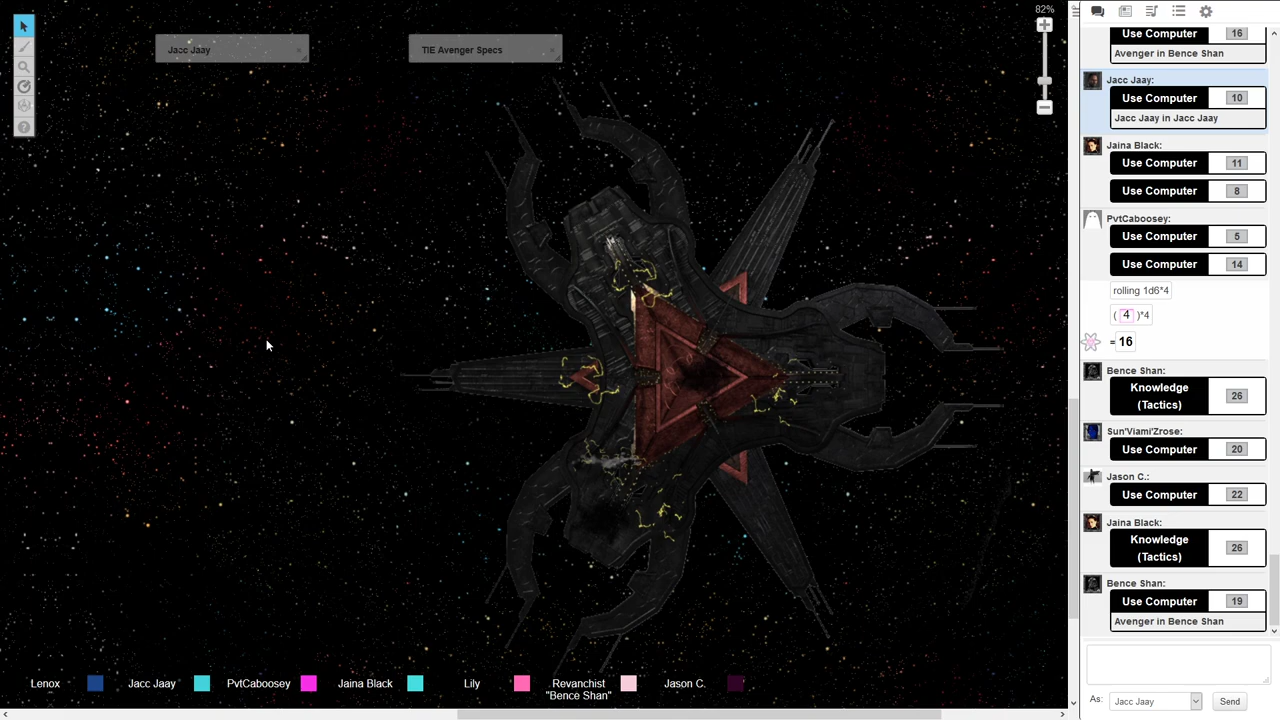 82%
Jacc Jaay ×
TIE Avenger Specs ×
Use Computer 16
Avenger in Bence Shan
Jacc Jaay:
Use Computer 10
Jacc Jaay in Jacc Jaay
Jaina Black:
Use Computer 11
Use Computer 8
PvtCaboosey:
Use Computer 5
Use Computer 14
rolling 1d6*4
( 4 )*4
= 16
Bence Shan:
Knowledge
(Tactics) 26
Sun'Viami'Zrose:
Use Computer 20
Jason C.:
Use Computer 22
Jaina Black:
Knowledge
(Tactics) 26
Bence Shan:
Use Computer 19
Avenger in Bence Shan
As: Jacc Jaay Send
Lenox Jacc Jaay PvtCaboosey Jaina Black Lily Revanchist Jason C.
"Bence Shan"